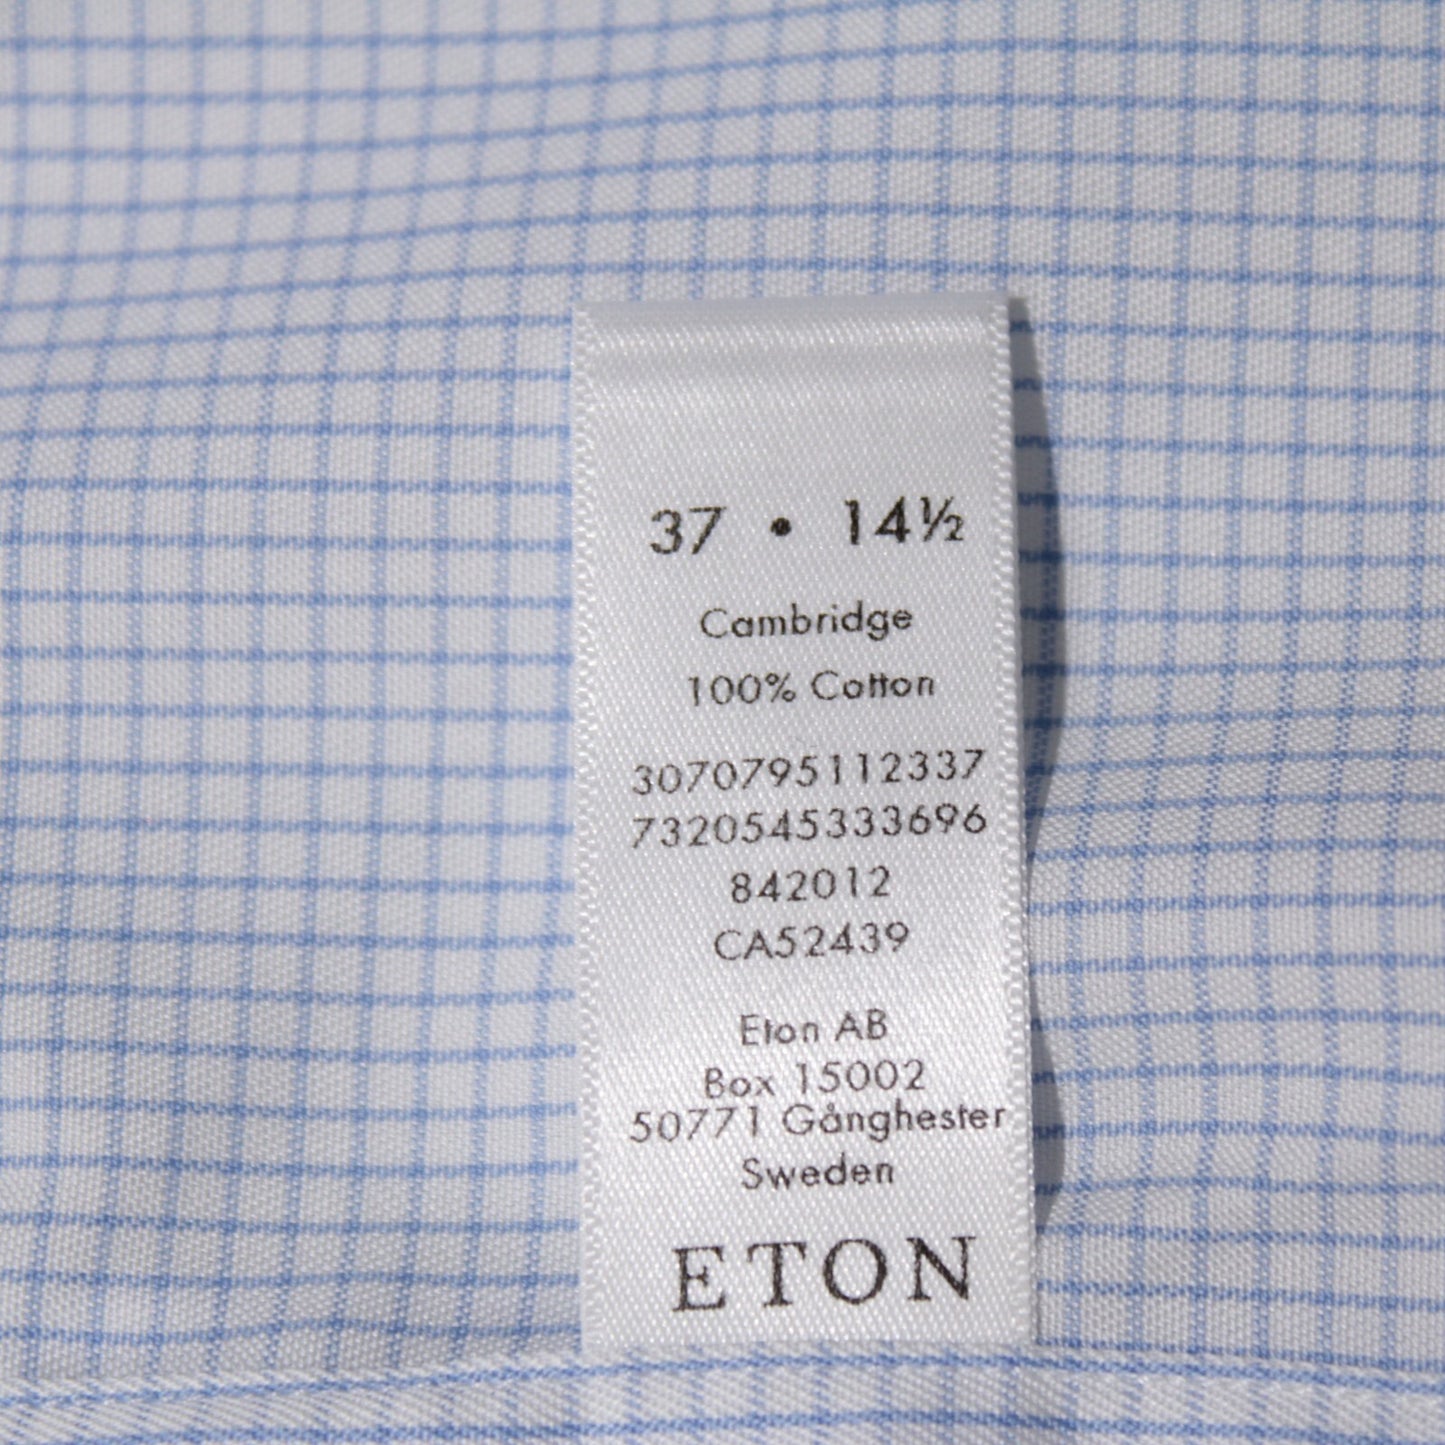 37 • 14½
Cambridge
100% Cotton
3070795112337
7320545333696
842012
CA52439
Eton AB
Box 15002
50771 Gånghester
Sweden
ETON